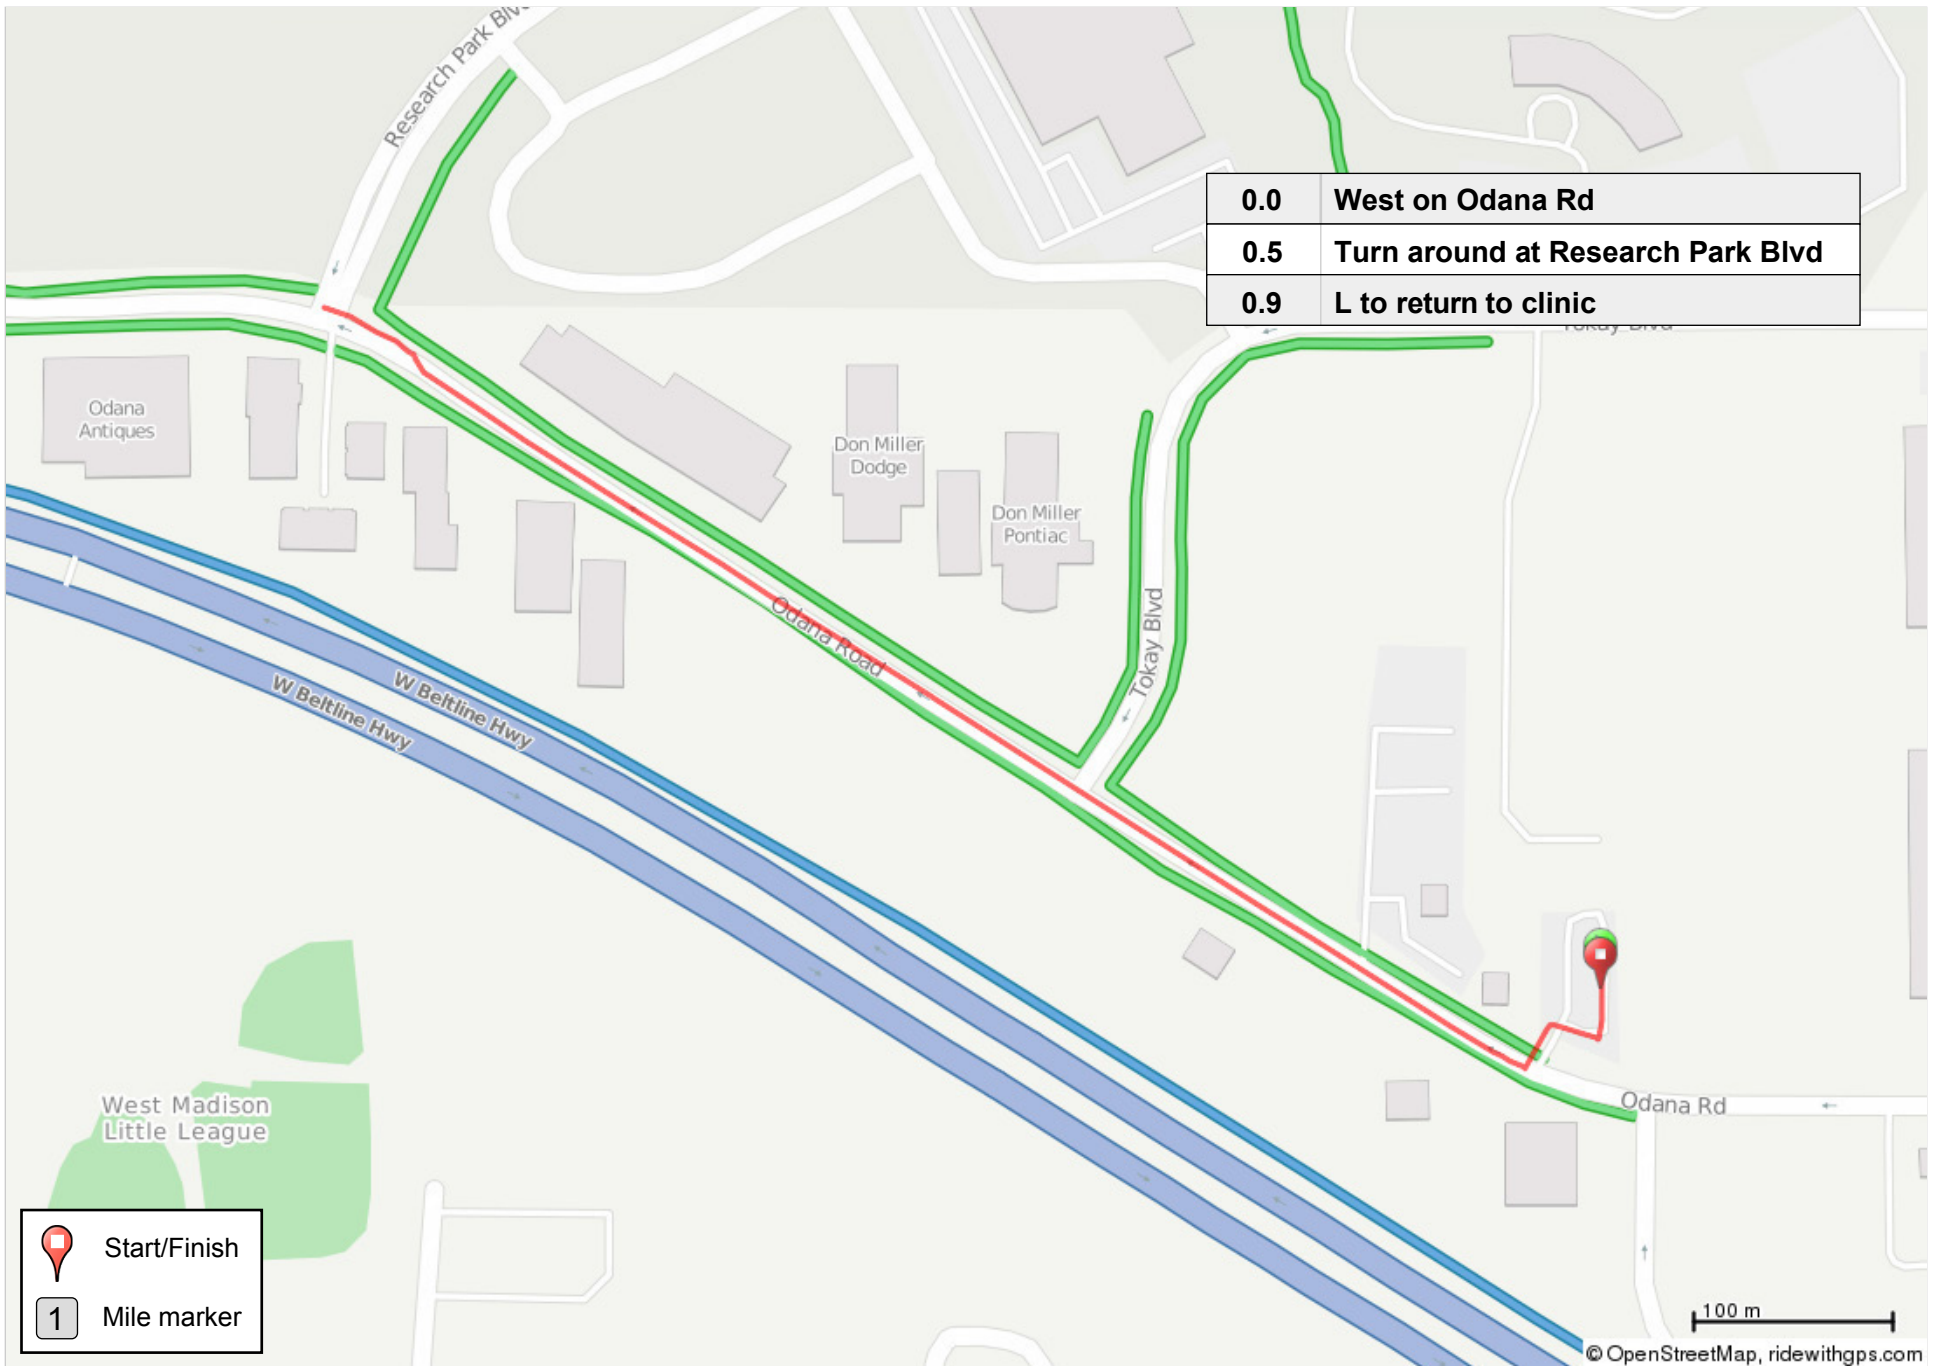 Research Park Blvd
0.0 West on Odana Rd
0.5 Turn around at Research Park Blvd
0.9 L to return to clinic
Tokay Blvd
Odana
Antiques
Don Miller
Dodge
Don Miller
Pontiac
Odana Road
Tokay Blvd
W Beltline Hwy
W Beltline Hwy
West Madison
Little League
Odana Rd
Start/Finish
1 Mile marker
100 m
© OpenStreetMap, ridewithgps.com